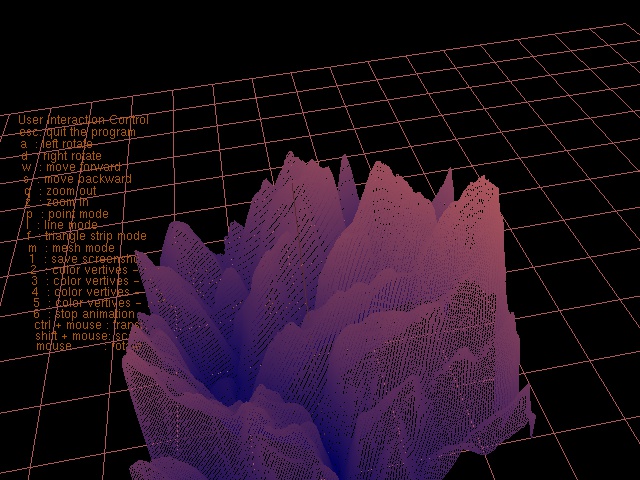 User Interaction Control
esc: quit the program
a : left rotate
d : right rotate
w : move forward
s : move backward
q : zoom out
z : zoom in
p : point mode
l : line mode
t : triangle strip mode
m : mesh mode
1 : save screensho
2 : color vertives -
3 : color vertives -
4 : color vertives -
5 : color vertives -
6 : stop animation
ctrl + mouse : trans
shift + mouse: sc
mouse : rota